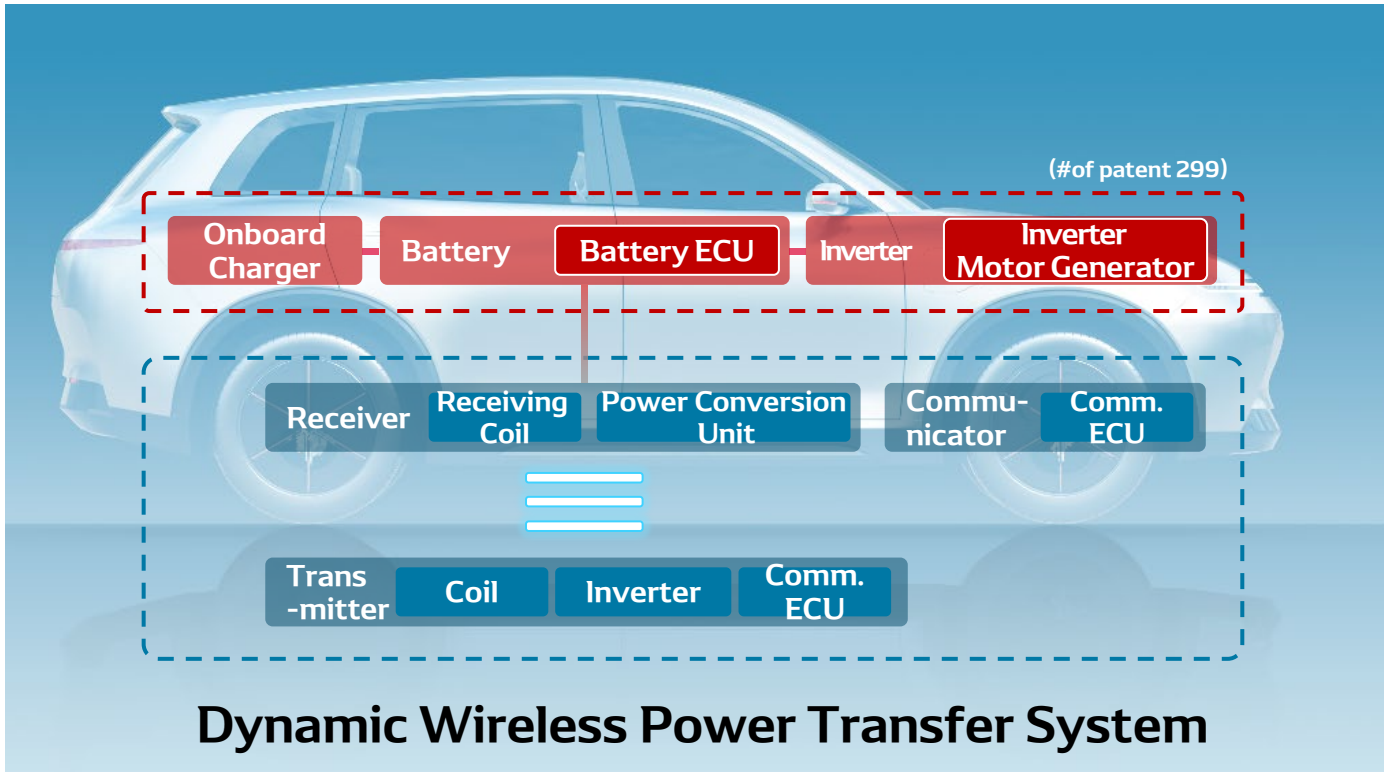 (#of patent 299)
Onboard
Charger
Battery
Battery ECU
Inverter
Inverter
Motor Generator
Receiver
Receiving
Coil
Power Conversion
Unit
Commu-
nicator
Comm.
ECU
Trans
-mitter
Coil
Inverter
Comm.
ECU
Dynamic Wireless Power Transfer System